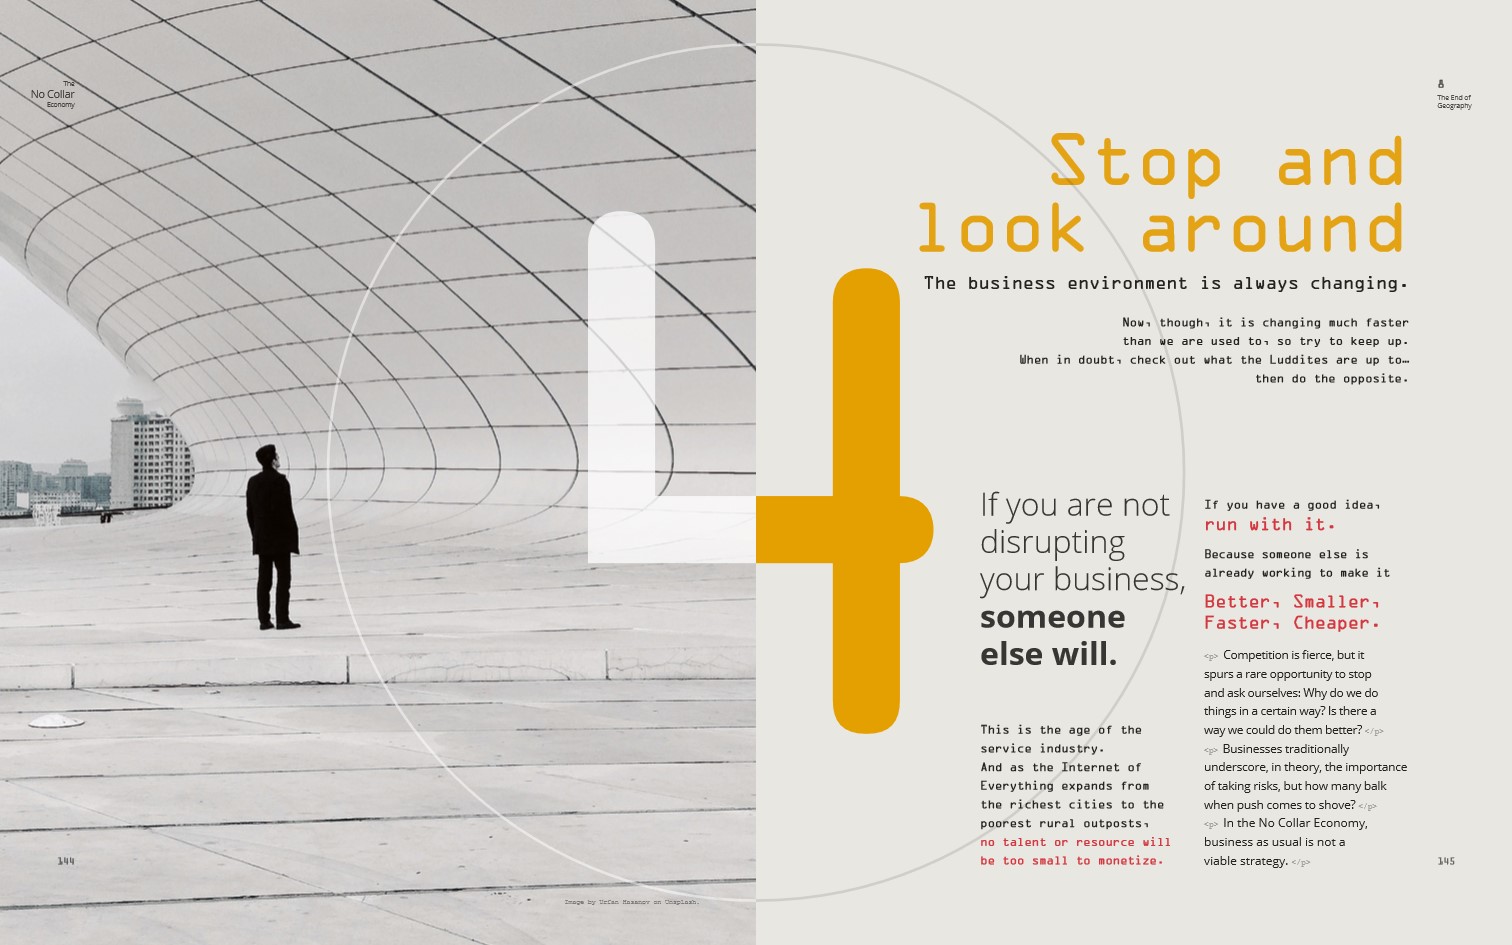 The
No Collar
Economy
8
The End of
Geography
Stop and
look around
The business environment is always changing.
Now, though, it is changing much faster
than we are used to, so try to keep up.
When in doubt, check out what the Luddites are up to…
then do the opposite.
4
If you are not
disrupting
your business,
someone
else will.
This is the age of the
service industry.
And as the Internet of
Everything expands from
the richest cities to the
poorest rural outposts,
no talent or resource will
be too small to monetize.
If you have a good idea,
run with it.
Because someone else is
already working to make it
Better, Smaller,
Faster, Cheaper.
<p> Competition is fierce, but it
spurs a rare opportunity to stop
and ask ourselves: Why do we do
things in a certain way? Is there a
way we could do them better? </p>
<p> Businesses traditionally
underscore, in theory, the importance
of taking risks, but how many balk
when push comes to shove? </p>
<p> In the No Collar Economy,
business as usual is not a
viable strategy. </p>
144
145
Image by Urfan Hasanov on Unsplash.